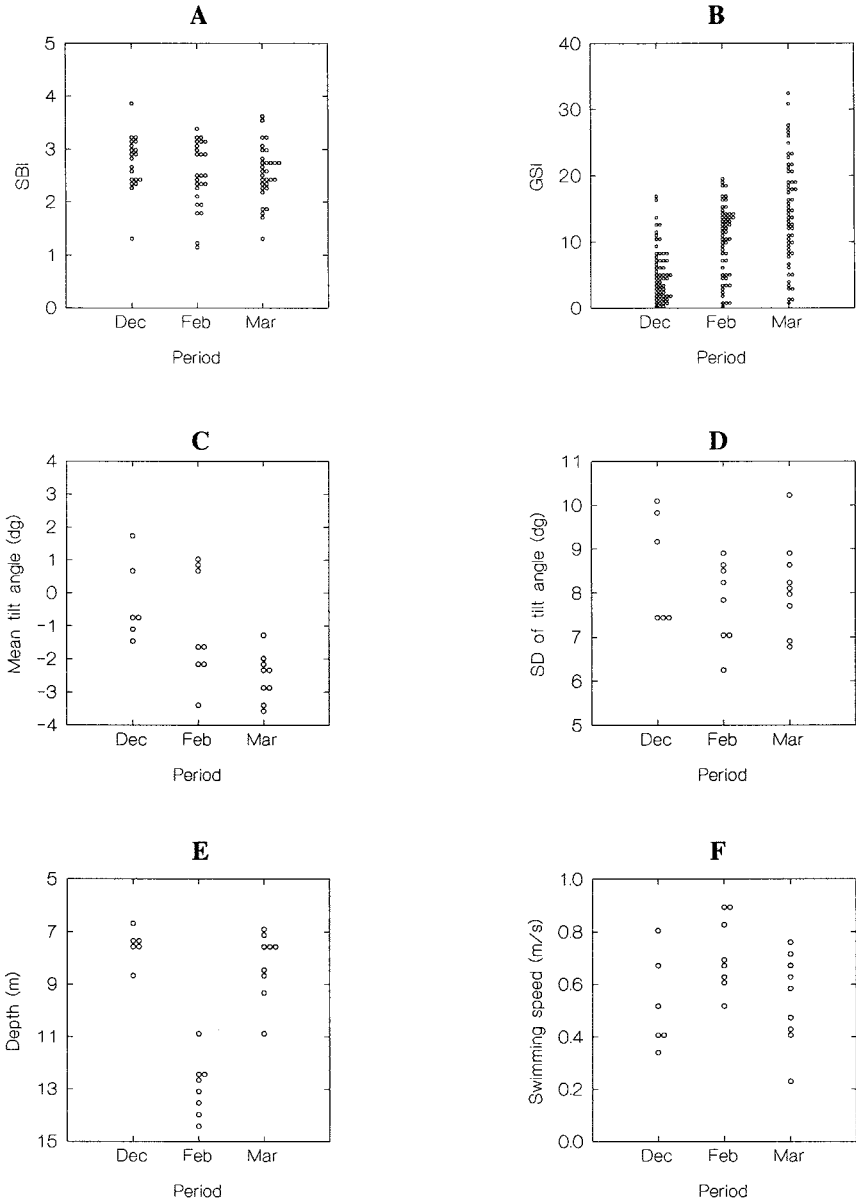 A
5
4
3
2
1
0
SBI
Dec Feb Mar
Period
B
40
30
20
10
0
GSI
Dec Feb Mar
Period
C
4
3
2
1
0
-1
-2
-3
-4
Mean tilt angle (dg)
Dec Feb Mar
Period
D
11
10
9
8
7
6
5
SD of tilt angle (dg)
Dec Feb Mar
Period
E
5
7
9
11
13
15
Depth (m)
Dec Feb Mar
Period
F
1.0
0.8
0.6
0.4
0.2
0.0
Swimming speed (m/s)
Dec Feb Mar
Period